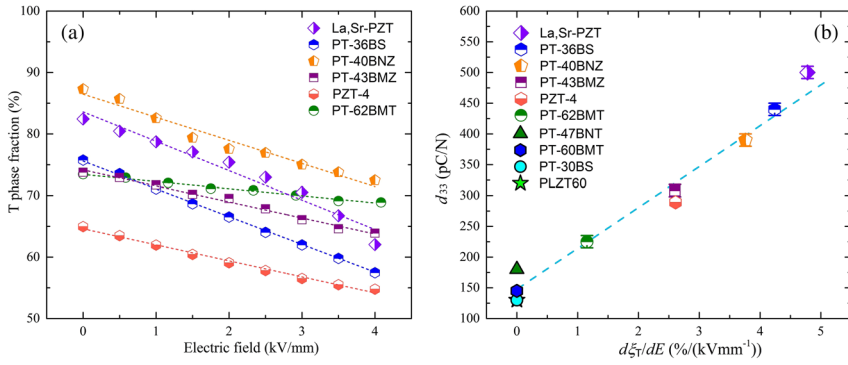 (a)
La,Sr-PZT
PT-36BS
PT-40BNZ
PT-43BMZ
PZT-4
PT-62BMT
T phase fraction (%)
100
90
80
70
60
50
0
1
2
3
4
Electric field (kV/mm)
(b)
La,Sr-PZT
PT-36BS
PT-40BNZ
PT-43BMZ
PZT-4
PT-62BMT
PT-47BNT
PT-60BMT
PT-30BS
PLZT60
d33 (pC/N)
600
550
500
450
400
350
300
250
200
150
100
0
1
2
3
4
5
dξT/dE (%/(kVmm⁻¹))